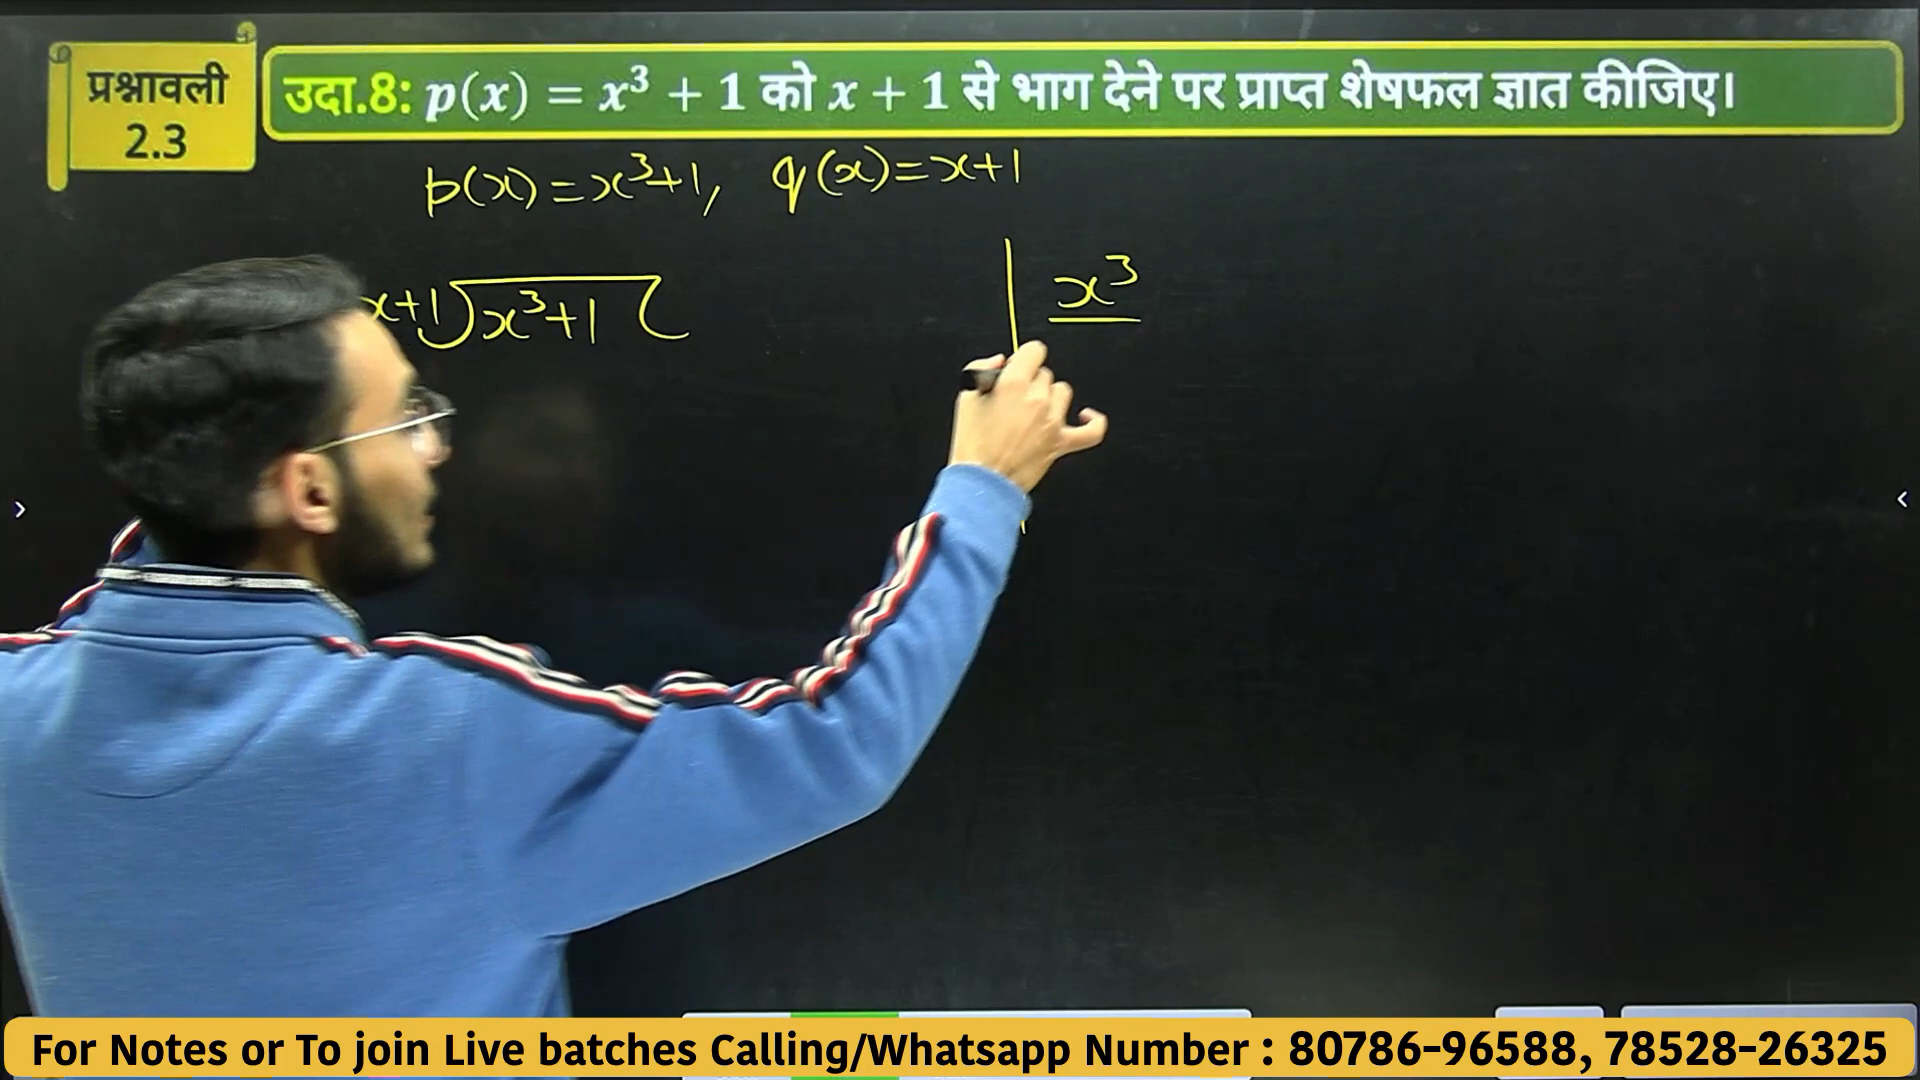 प्रश्नावली
2.3
उदा.8: p(x) = x³ + 1 को x + 1 से भाग देने पर प्राप्त शेषफल ज्ञात कीजिए।
p(x)=x³+1, q(x)=x+1
x+1)x³+1(
x³
For Notes or To join Live batches Calling/Whatsapp Number : 80786-96588, 78528-26325